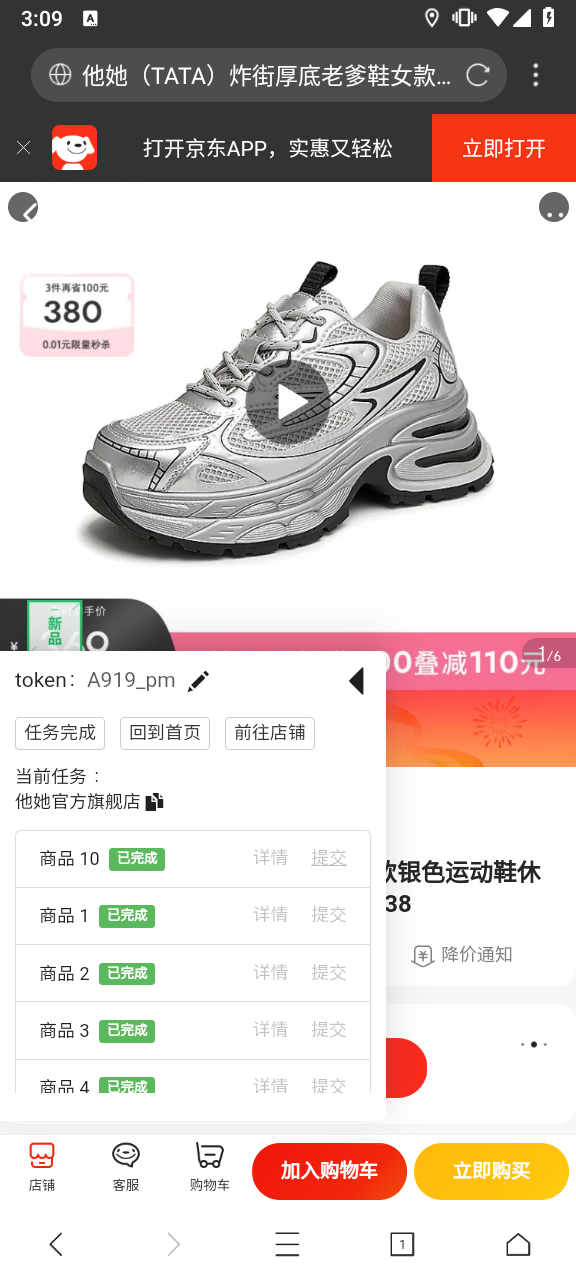 3:09
A
他她（TATA）炸街厚底老爹鞋女款...
打开京东APP，实惠又轻松
立即打开
3件再省100元
380
0.01元限量秒杀
手价
新品
¥
00叠减110元
1/6
token： A919_pm
任务完成
回到首页
前往店铺
当前任务：
他她官方旗舰店
款银色运动鞋休
38
降价通知
商品 10 已完成 详情 提交
商品 1 已完成 详情 提交
商品 2 已完成 详情 提交
商品 3 已完成 详情 提交
商品 4 已完成 详情 提交
店铺
客服
购物车
加入购物车
立即购买
1